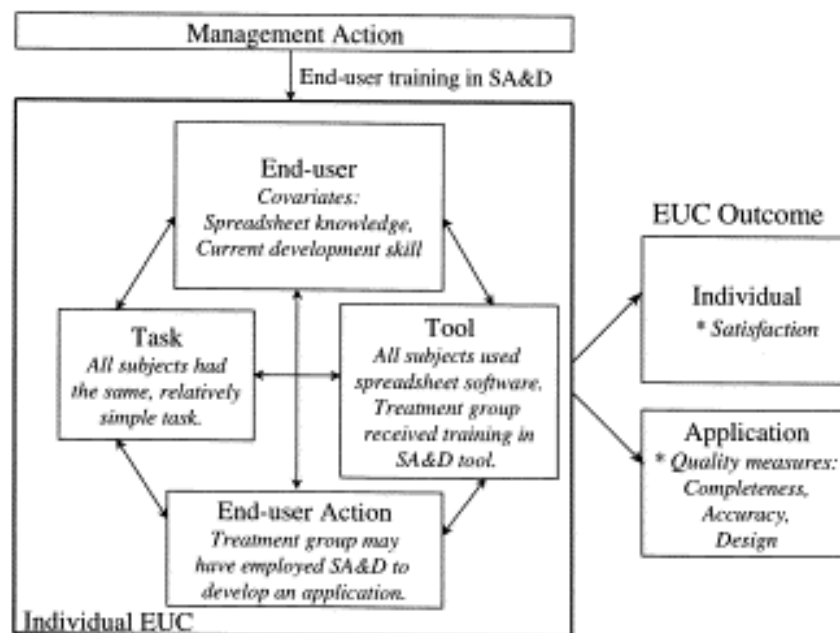 Management Action
End-user training in SA&D
End-user
Covariates:
Spreadsheet knowledge,
Current development skill
Task
All subjects had
the same, relatively
simple task.
Tool
All subjects used
spreadsheet software.
Treatment group
received training in
SA&D tool.
End-user Action
Treatment group may
have employed SA&D to
develop an application.
Individual EUC
EUC Outcome
Individual
* Satisfaction
Application
* Quality measures:
Completeness,
Accuracy,
Design